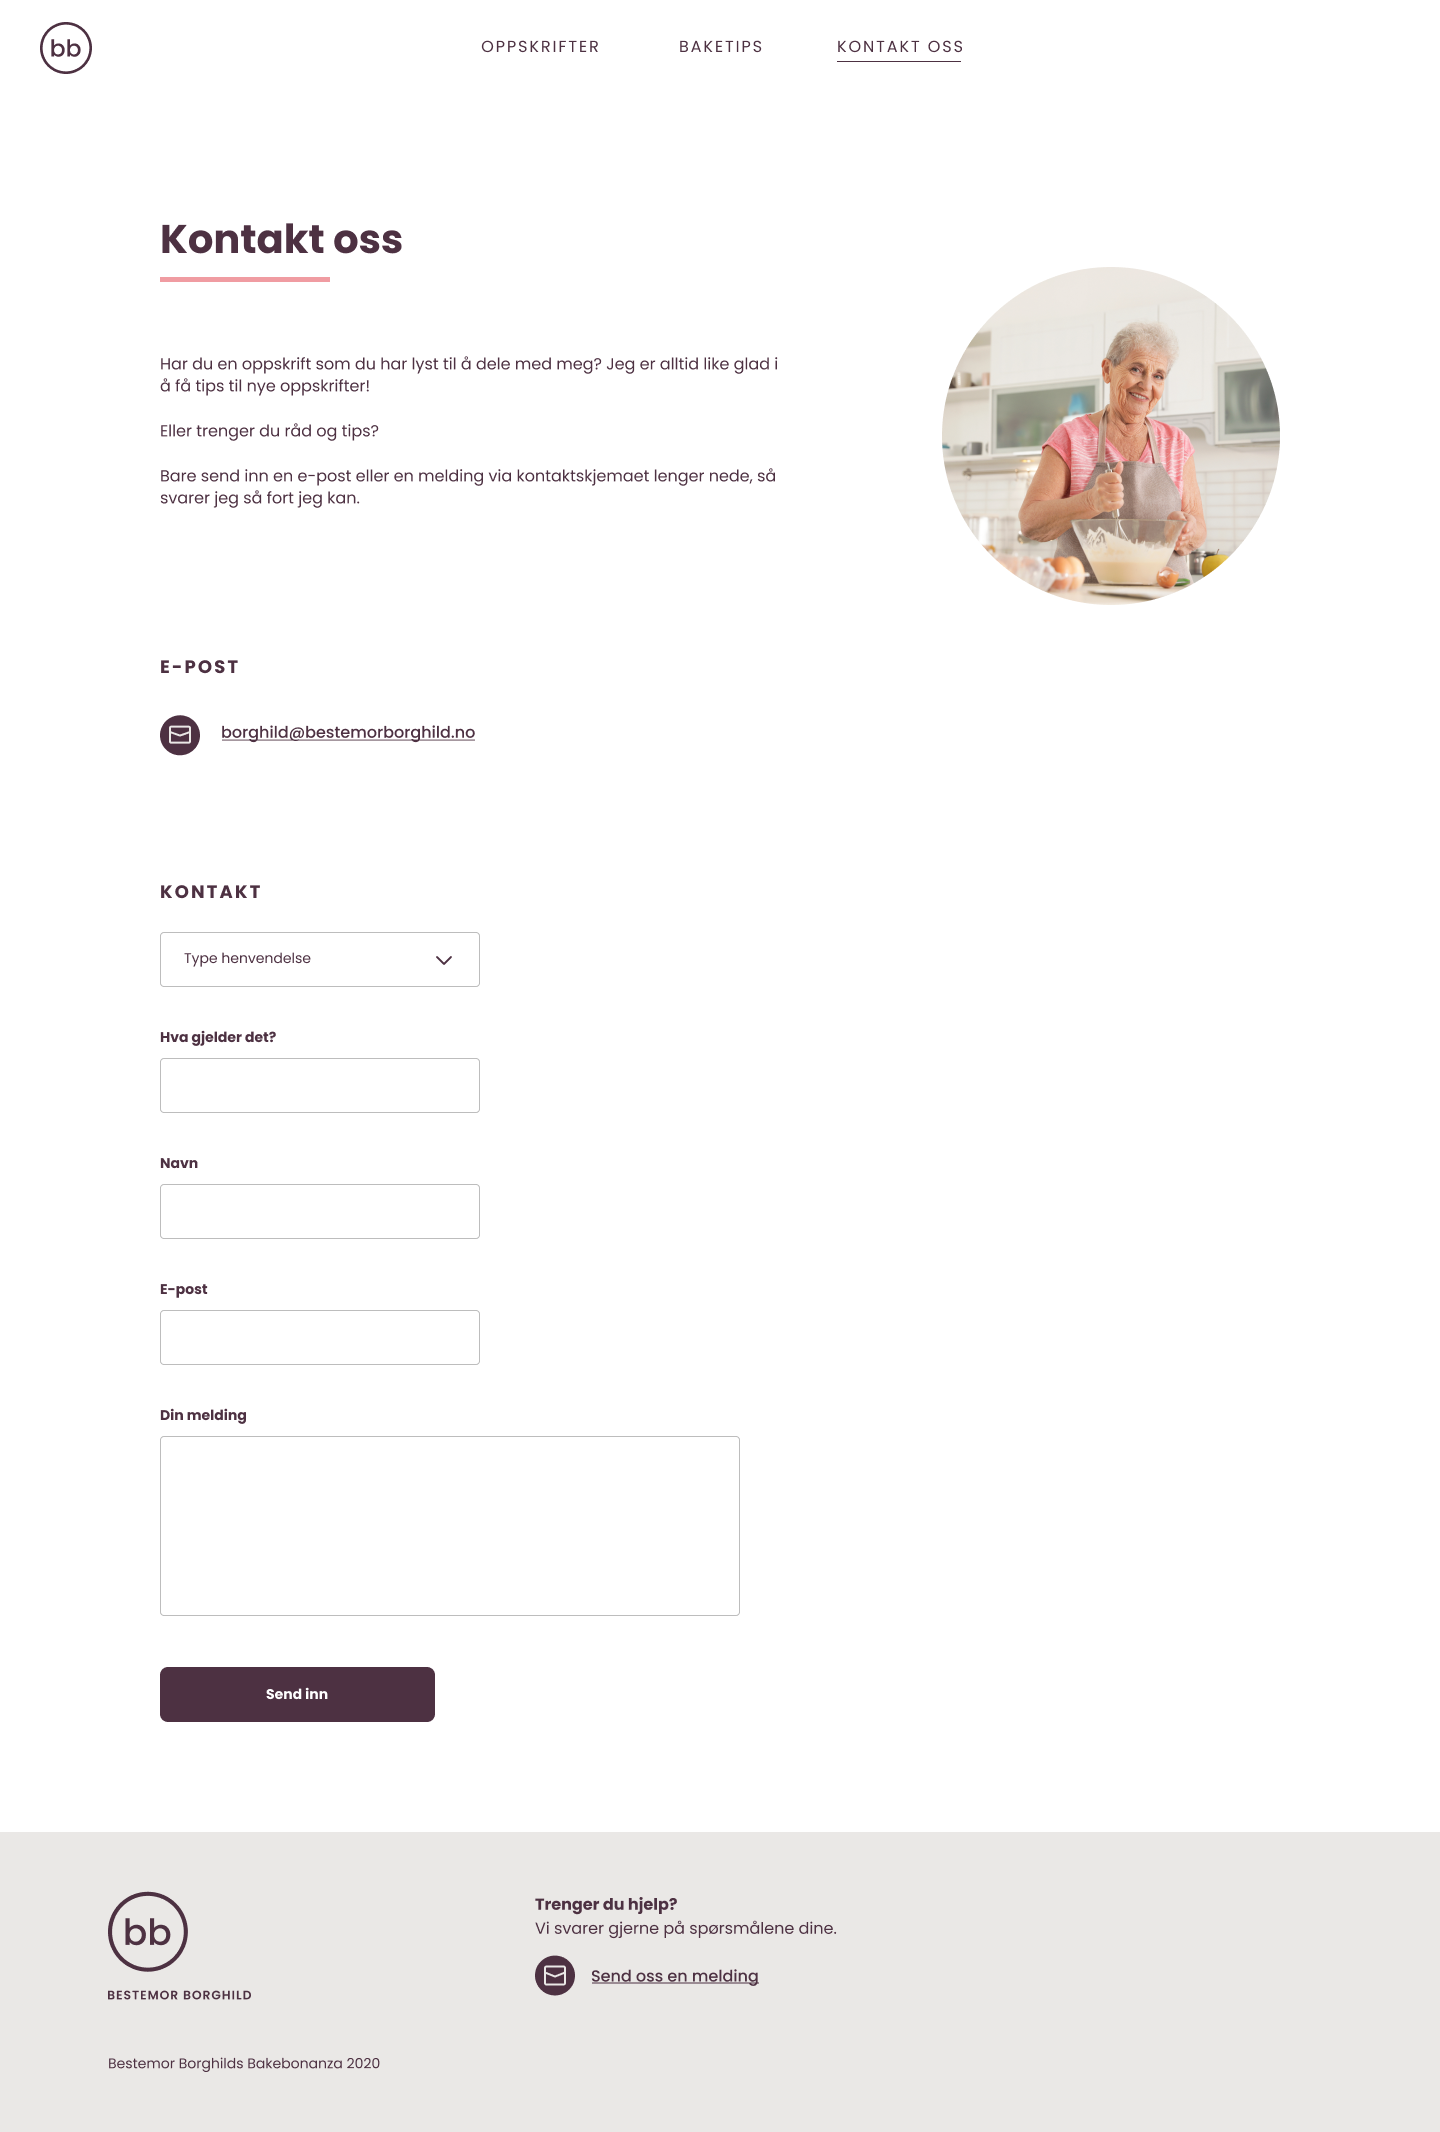 bb
OPPSKRIFTER BAKETIPS KONTAKT OSS
Kontakt oss
Har du en oppskrift som du har lyst til å dele med meg? Jeg er alltid like glad i
å få tips til nye oppskrifter!
Eller trenger du råd og tips?
Bare send inn en e-post eller en melding via kontaktskjemaet lenger nede, så
svarer jeg så fort jeg kan.
E-POST
borghild@bestemorborghild.no
KONTAKT
Type henvendelse
Hva gjelder det?
Navn
E-post
Din melding
Send inn
bb
BESTEMOR BORGHILD
Trenger du hjelp?
Vi svarer gjerne på spørsmålene dine.
Send oss en melding
Bestemor Borghilds Bakebonanza 2020